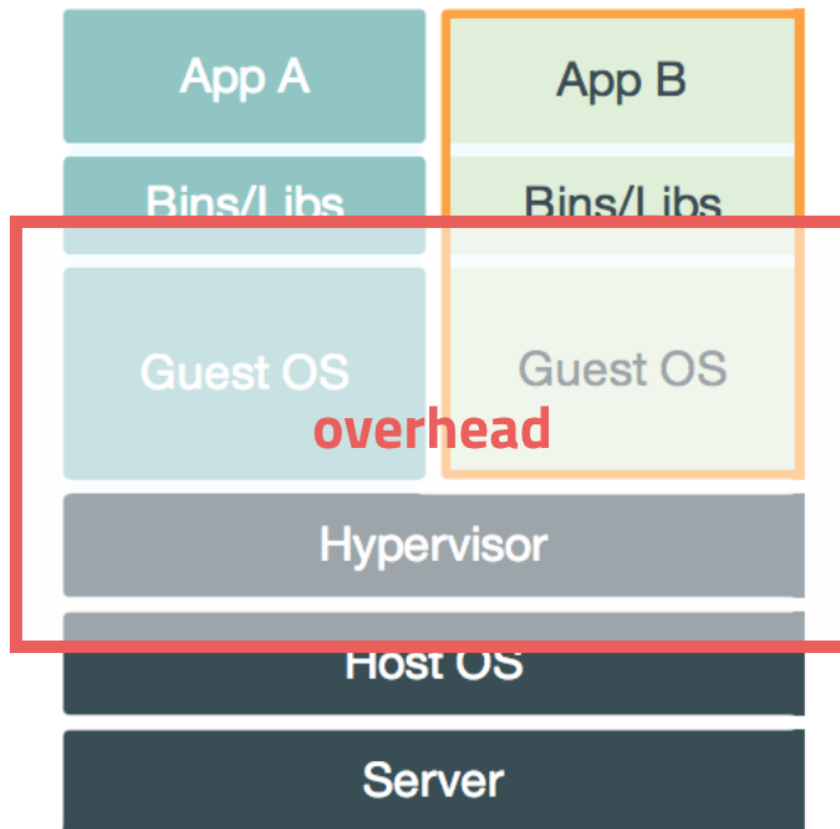 App A
App B
Bins/Libs
Bins/Libs
Guest OS
Guest OS
overhead
Hypervisor
Host OS
Server